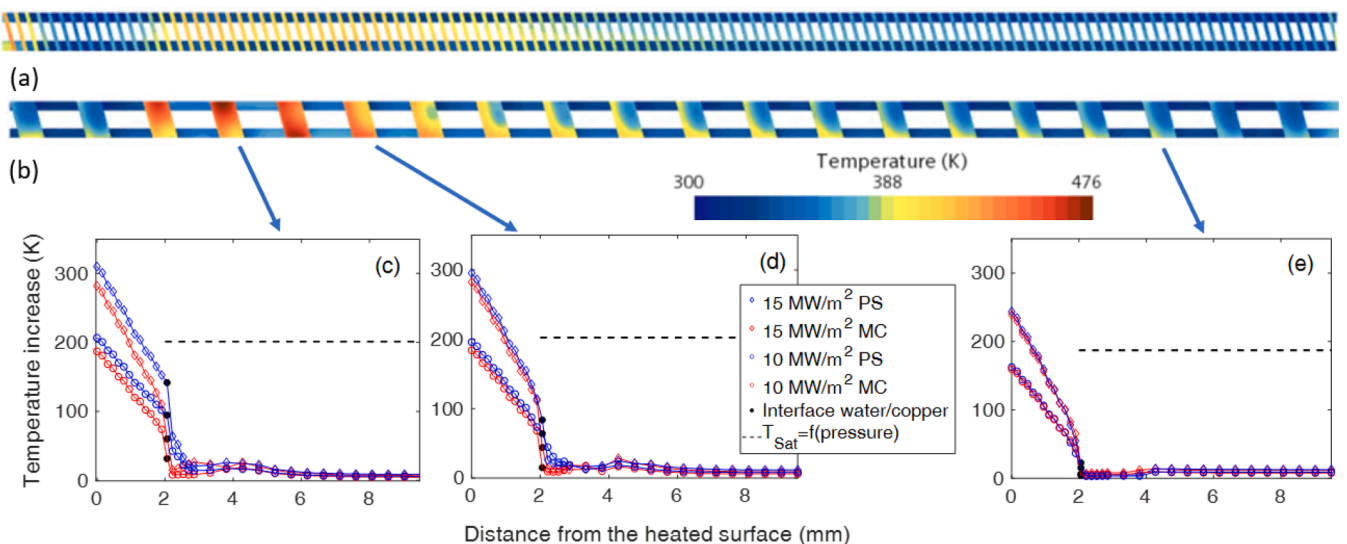 (a)
(b)
Temperature (K)
300 388 476
Temperature increase (K)
300
200
100
0
0 2 4 6 8
(c)
300
200
100
0
0 2 4 6 8
(d)
15 MW/m² PS
15 MW/m² MC
10 MW/m² PS
10 MW/m² MC
Interface water/copper
T_Sat=f(pressure)
300
200
100
0
0 2 4 6 8
(e)
Distance from the heated surface (mm)